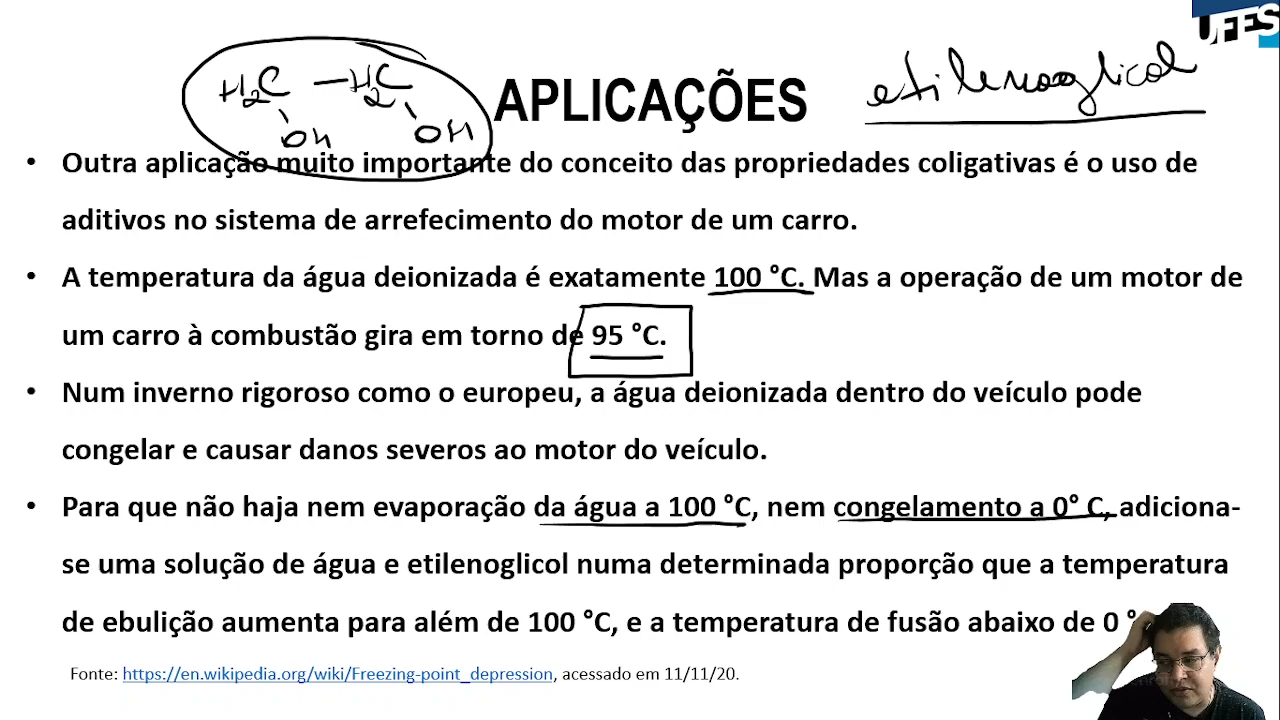 UFES
H2C — H2C
OH OH
APLICAÇÕES
etilenoglicol
• Outra aplicação muito importante do conceito das propriedades coligativas é o uso de
aditivos no sistema de arrefecimento do motor de um carro.
• A temperatura da água deionizada é exatamente 100 °C. Mas a operação de um motor de
um carro à combustão gira em torno de 95 °C.
• Num inverno rigoroso como o europeu, a água deionizada dentro do veículo pode
congelar e causar danos severos ao motor do veículo.
• Para que não haja nem evaporação da água a 100 °C, nem congelamento a 0° C, adiciona-
se uma solução de água e etilenoglicol numa determinada proporção que a temperatura
de ebulição aumenta para além de 100 °C, e a temperatura de fusão abaixo de 0 °
Fonte: https://en.wikipedia.org/wiki/Freezing-point_depression, acessado em 11/11/20.